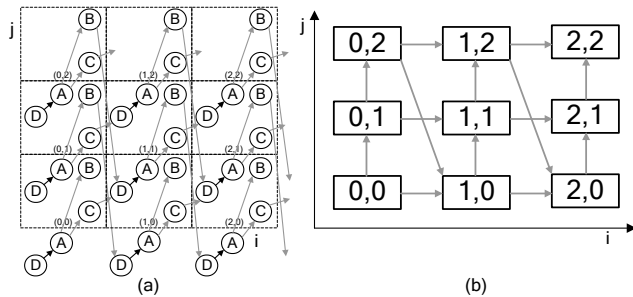 j
B B B
C C C
(0,2) (1,2) (2,2)
A B A B A B
D D D
C C C
(0,1) (1,1) (2,1)
A B A B A B
D D D
C C C
(0,0) (1,0) (2,0)
A A A i
D D D
(a)
j
0,2 1,2 2,2
0,1 1,1 2,1
0,0 1,0 2,0
i
(b)